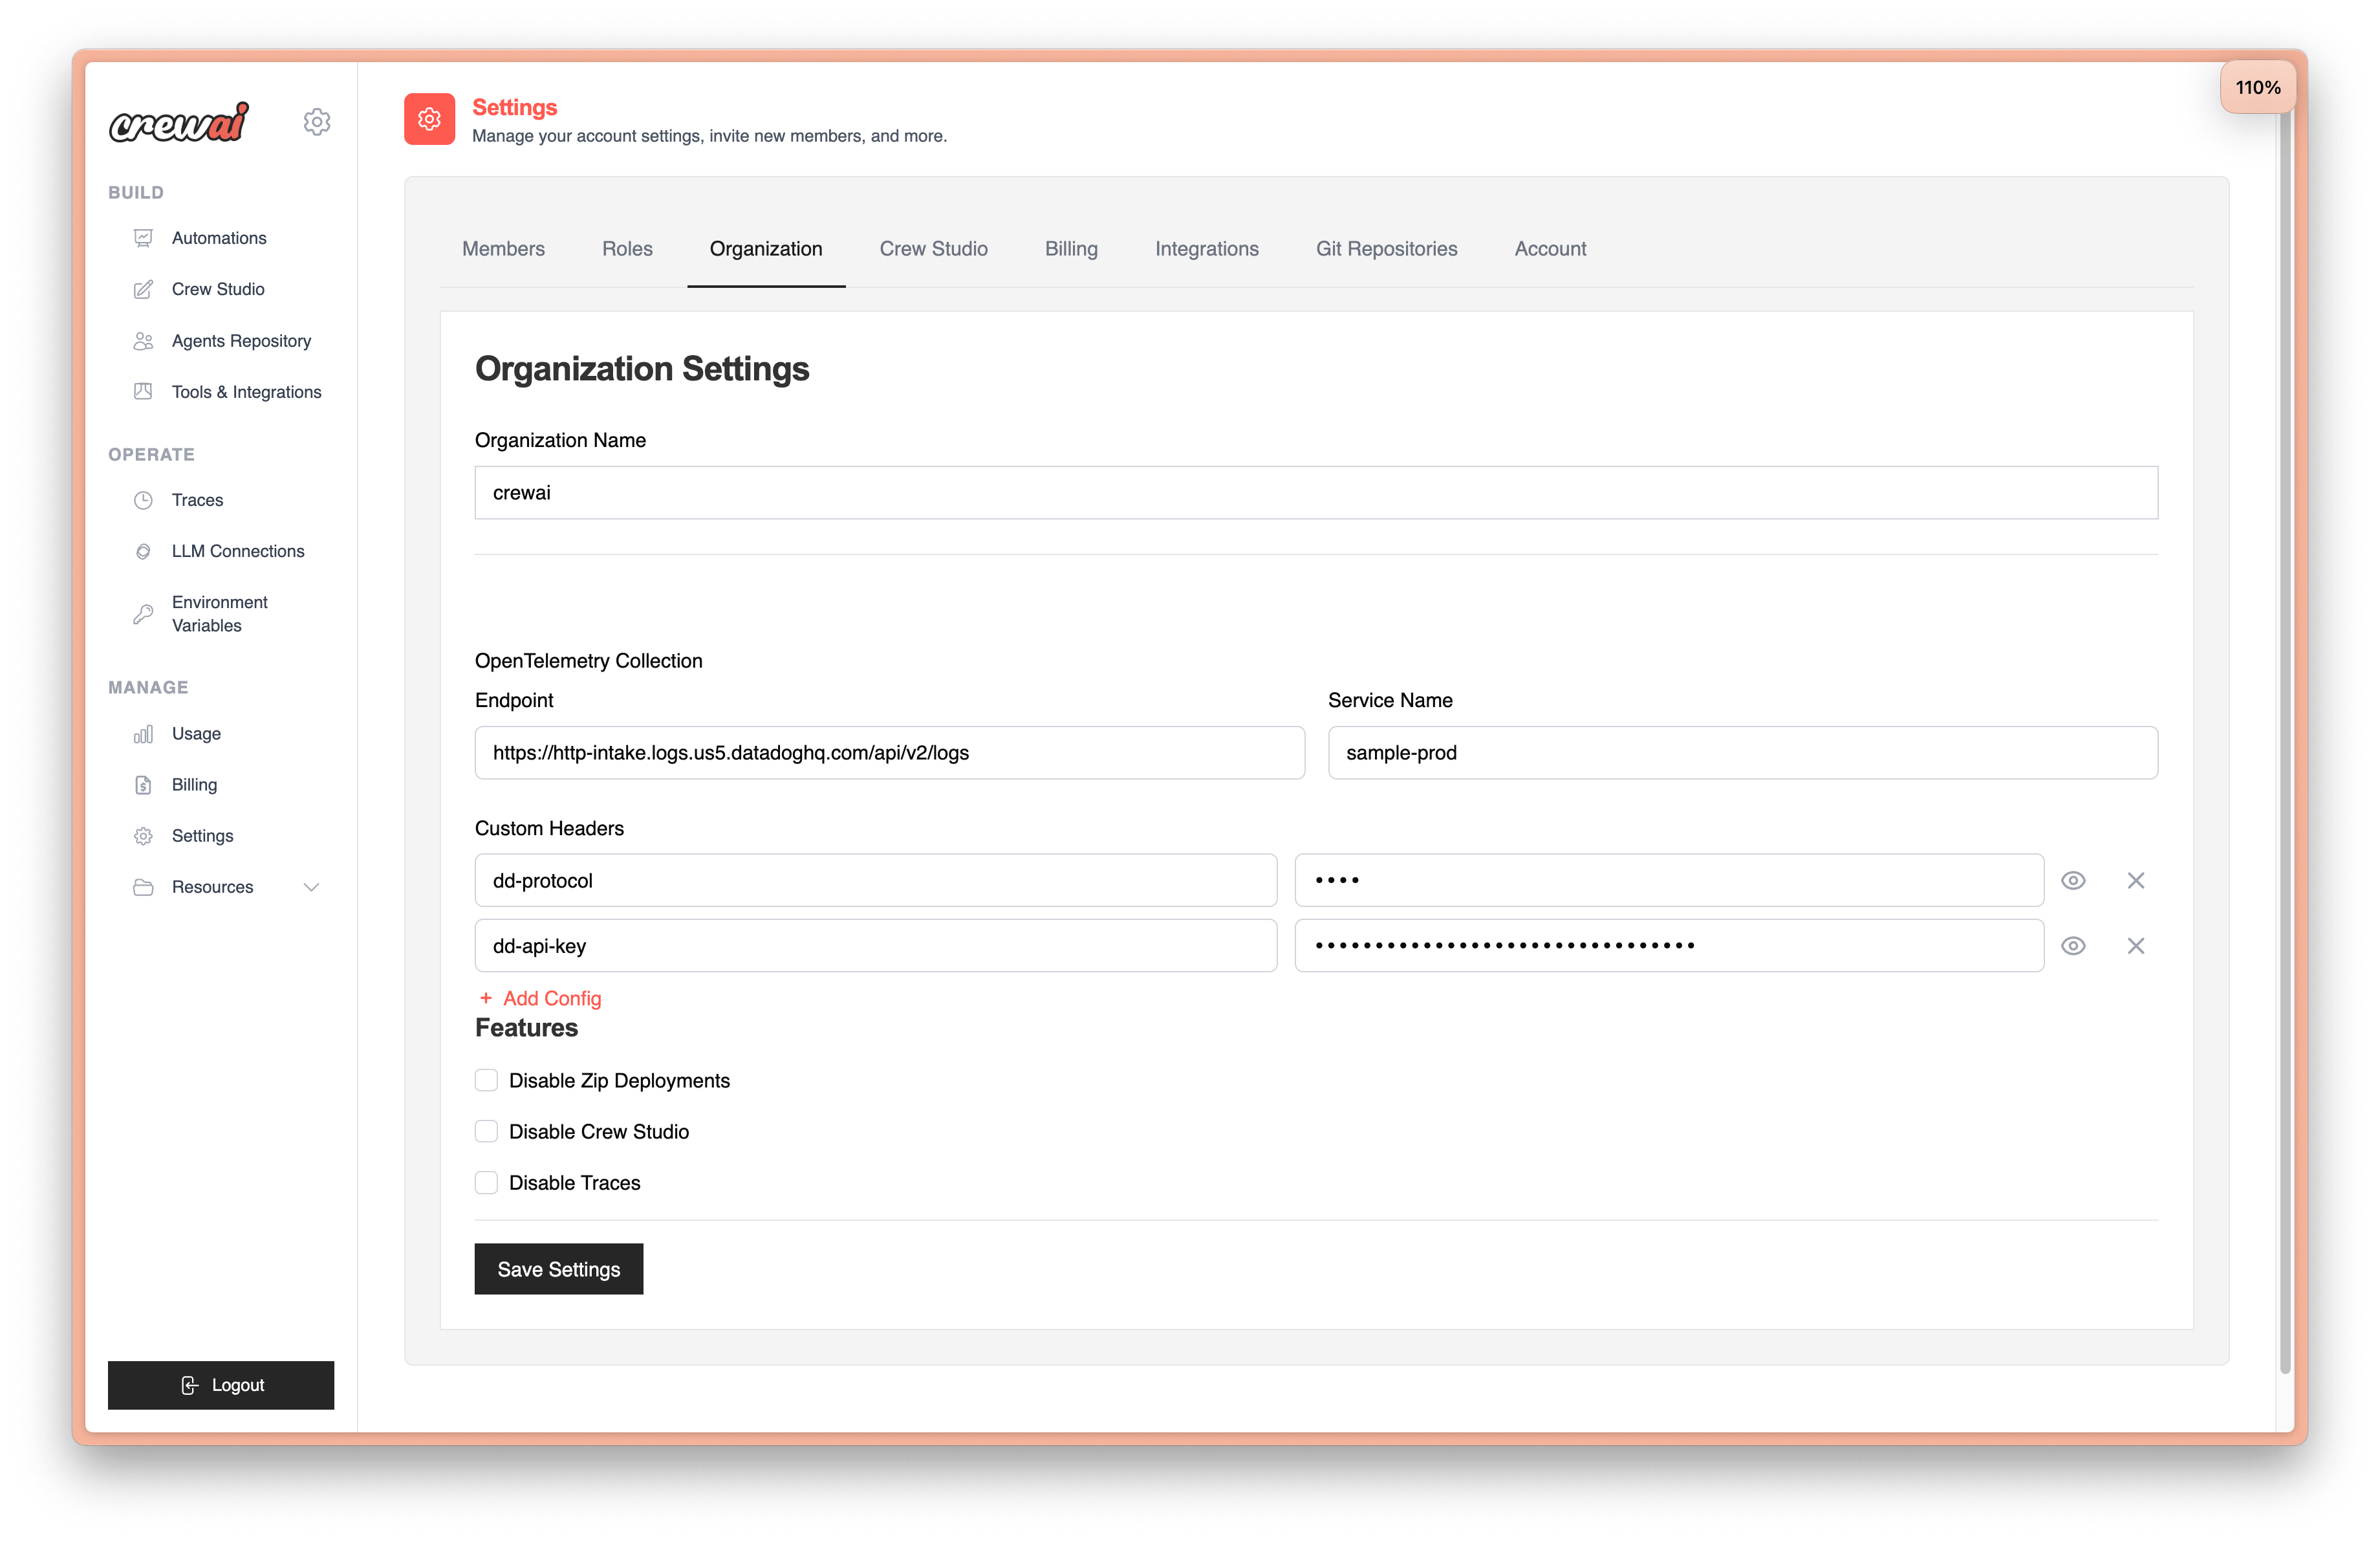 crewai
BUILD
Automations
Crew Studio
Agents Repository
Tools & Integrations
OPERATE
Traces
LLM Connections
Environment
Variables
MANAGE
Usage
Billing
Settings
Resources
Logout
Settings
Manage your account settings, invite new members, and more.
110%
Members Roles Organization Crew Studio Billing Integrations Git Repositories Account
Organization Settings
Organization Name
crewai
OpenTelemetry Collection
Endpoint Service Name
https://http-intake.logs.us5.datadoghq.com/api/v2/logs sample-prod
Custom Headers
dd-protocol ••••
dd-api-key ••••••••••••••••••••••••••••••••
+ Add Config
Features
Disable Zip Deployments
Disable Crew Studio
Disable Traces
Save Settings